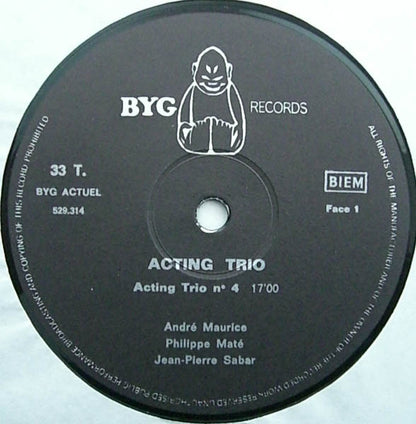 BYG RECORDS
33 T.
BYG ACTUEL
529.314
BIEM
Face 1
ACTING TRIO
Acting Trio n° 4 17'00
André Maurice
Philippe Maté
Jean-Pierre Sabar
ALL RIGHTS OF THE MANUFACTURER AND OF THE OWNER OF THE RECORDED WORK RESERVED UNAUTHORISED PUBLIC PERFORMANCE BROADCASTING AND COPYING OF THIS RECORD PROHIBITED